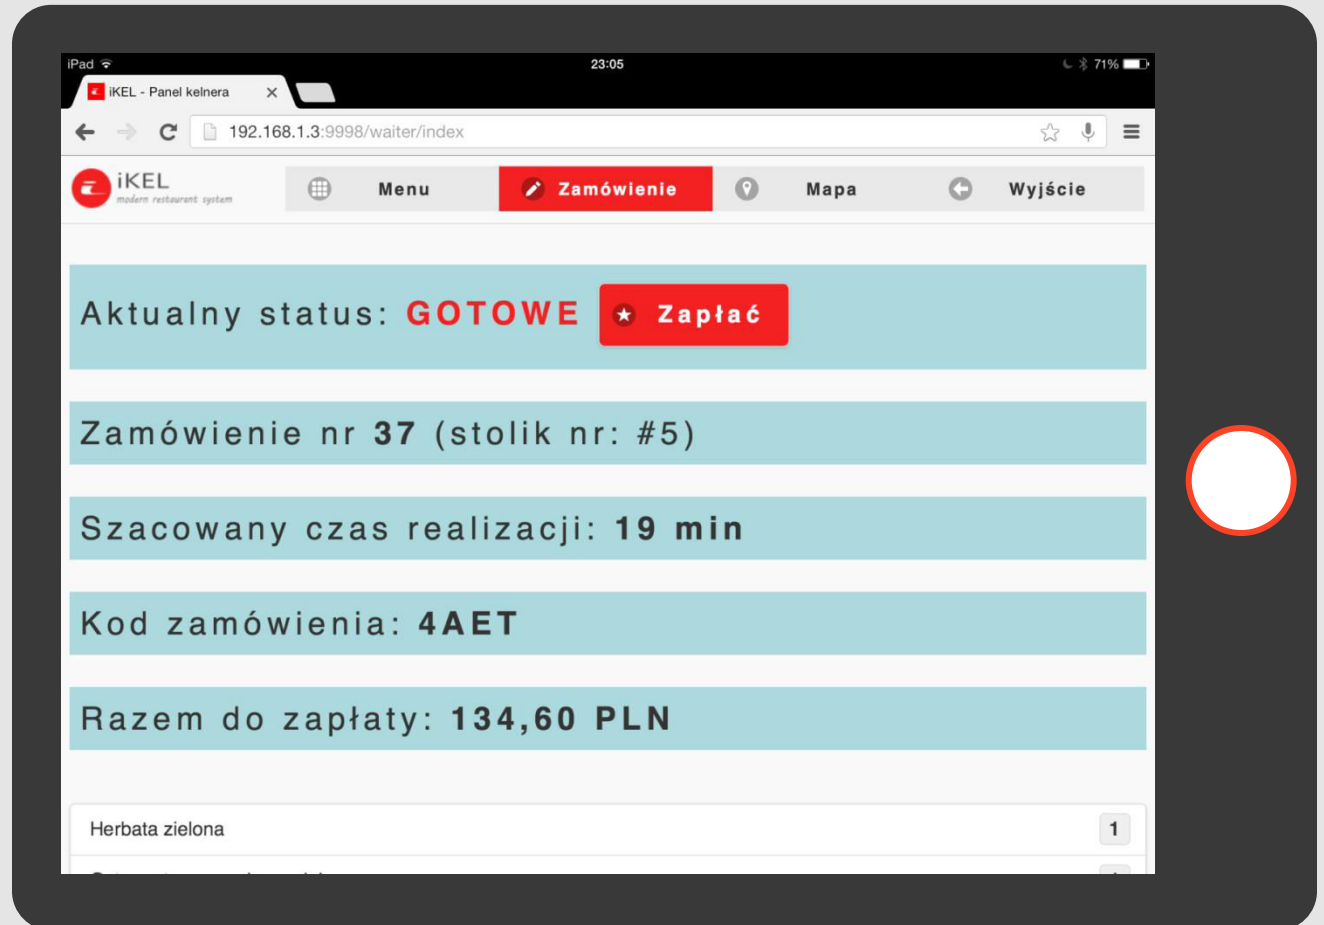 iPad 23:05 71%
iKEL - Panel kelnera
192.168.1.3:9998/waiter/index
iKEL
modern restaurant system
Menu Zamówienie Mapa Wyjście
Aktualny status: GOTOWE Zapłać
Zamówienie nr 37 (stolik nr: #5)
Szacowany czas realizacji: 19 min
Kod zamówienia: 4AET
Razem do zapłaty: 134,60 PLN
Herbata zielona 1